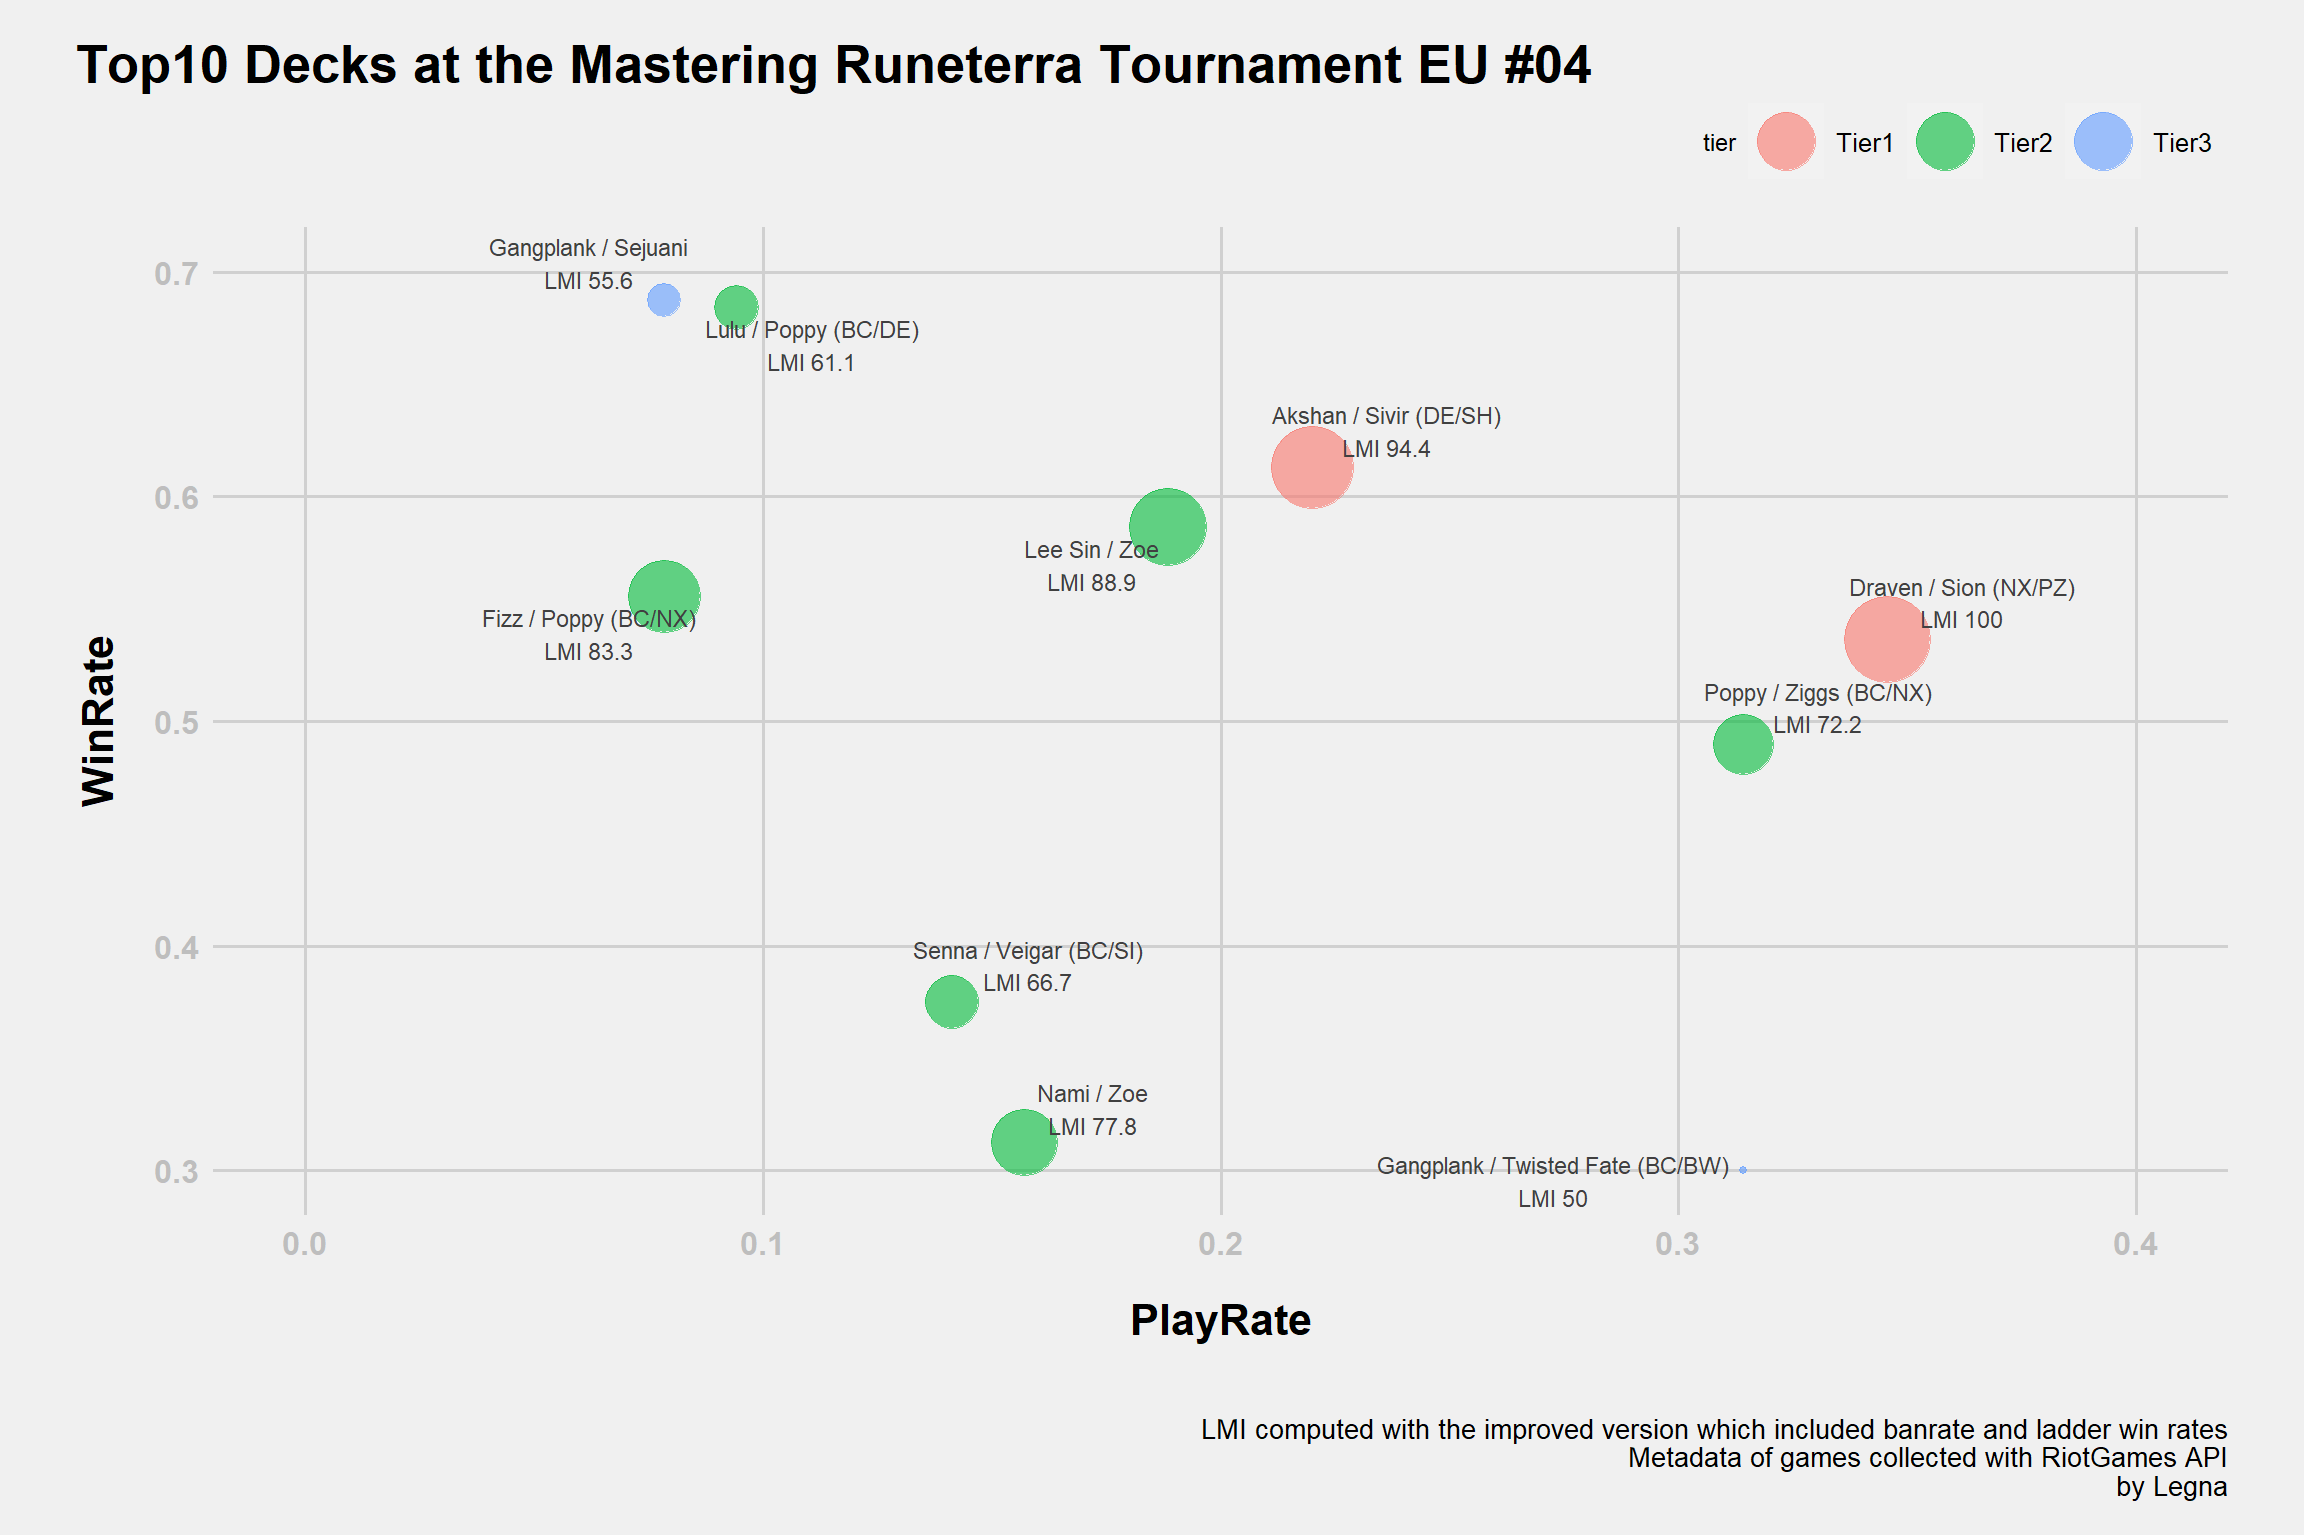 Top10 Decks at the Mastering Runeterra Tournament EU #04
tier Tier1 Tier2 Tier3
Gangplank / Sejuani
LMI 55.6
Lulu / Poppy (BC/DE)
LMI 61.1
Akshan / Sivir (DE/SH)
LMI 94.4
Lee Sin / Zoe
LMI 88.9
Fizz / Poppy (BC/NX)
LMI 83.3
Draven / Sion (NX/PZ)
LMI 100
Poppy / Ziggs (BC/NX)
LMI 72.2
Senna / Veigar (BC/SI)
LMI 66.7
Nami / Zoe
LMI 77.8
Gangplank / Twisted Fate (BC/BW)
LMI 50
0.7
0.6
0.5
0.4
0.3
WinRate
0.0 0.1 0.2 0.3 0.4
PlayRate
LMI computed with the improved version which included banrate and ladder win rates
Metadata of games collected with RiotGames API
by Legna